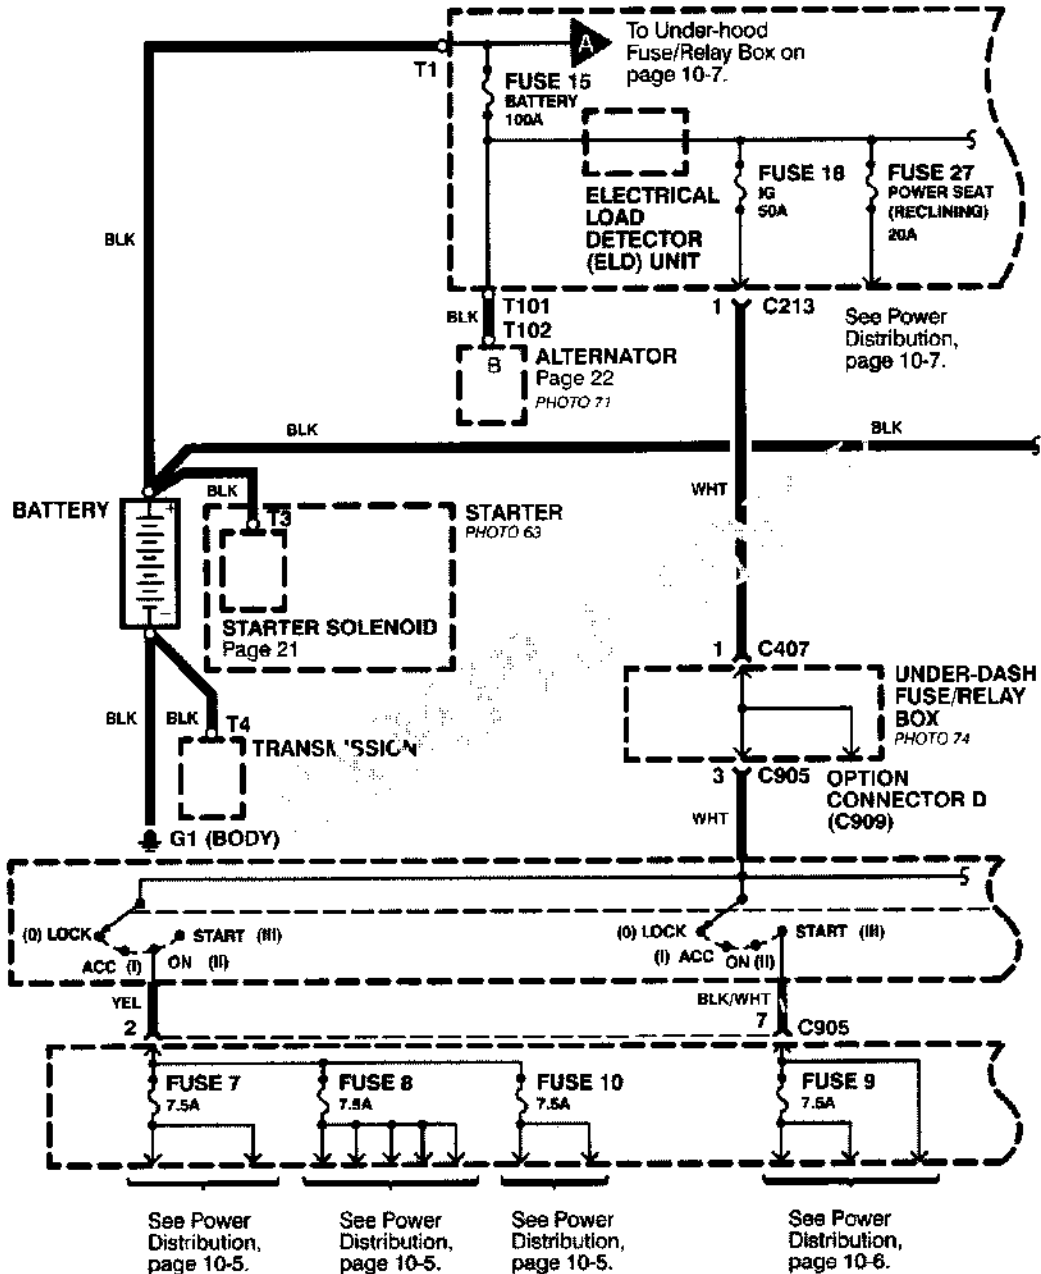 A
To Under-hood
Fuse/Relay Box on
page 10-7.
T1
FUSE 15
BATTERY
100A
ELECTRICAL
LOAD
DETECTOR
(ELD) UNIT
FUSE 18
IG
50A
FUSE 27
POWER SEAT
(RECLINING)
20A
BLK
BLK
T101
T102
1
C213
See Power
Distribution,
page 10-7.
B
ALTERNATOR
Page 22
PHOTO 71
BLK
BLK
BLK
WHT
BATTERY
+
−
T3
STARTER
PHOTO 63
STARTER SOLENOID
Page 21
1
C407
UNDER-DASH
FUSE/RELAY
BOX
PHOTO 74
BLK
BLK
T4
TRANSMISSION
3
C905
OPTION
CONNECTOR D
(C909)
WHT
G1 (BODY)
(0) LOCK
START (III)
ACC (I)
ON (II)
(0) LOCK
START (III)
(I) ACC
ON (II)
YEL
2
BLK/WHT
7
C905
FUSE 7
7.5A
FUSE 8
7.5A
FUSE 10
7.5A
FUSE 9
7.5A
See Power
Distribution,
page 10-5.
See Power
Distribution,
page 10-5.
See Power
Distribution,
page 10-5.
See Power
Distribution,
page 10-6.